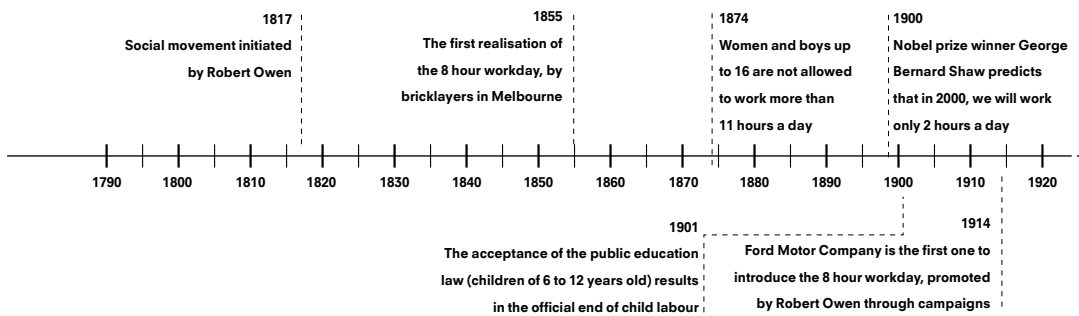 1817
Social movement initiated
by Robert Owen
1855
The first realisation of
the 8 hour workday, by
bricklayers in Melbourne
1874
Women and boys up
to 16 are not allowed
to work more than
11 hours a day
1900
Nobel prize winner George
Bernard Shaw predicts
that in 2000, we will work
only 2 hours a day
1790 1800 1810 1820 1830 1840 1850 1860 1870 1880 1890 1900 1910 1920
1901
The acceptance of the public education
law (children of 6 to 12 years old) results
in the official end of child labour
1914
Ford Motor Company is the first one to
introduce the 8 hour workday, promoted
by Robert Owen through campaigns